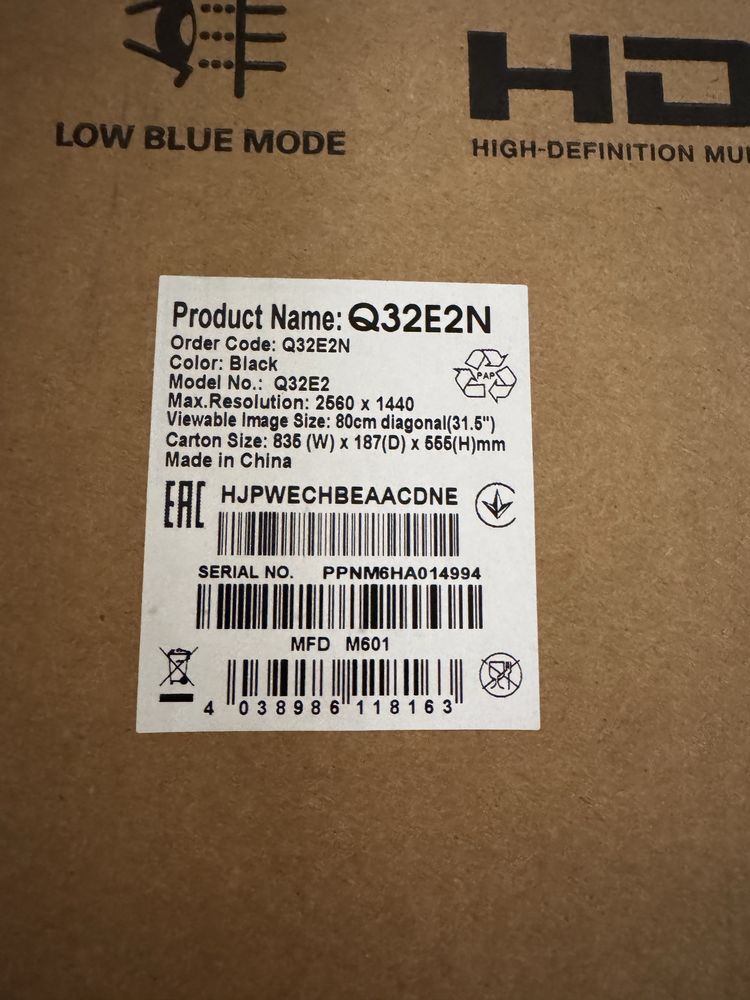 LOW BLUE MODE
HD
HIGH-DEFINITION MUL
Product Name: Q32E2N
Order Code: Q32E2N
Color: Black
Model No.: Q32E2
Max.Resolution: 2560 x 1440
Viewable Image Size: 80cm diagonal(31.5")
Carton Size: 835 (W) x 187(D) x 555(H)mm
Made in China
PAP
EAC
HJPWECHBEAACDNE
SERIAL NO. PPNM6HA014994
MFD M601
4 038986 118163